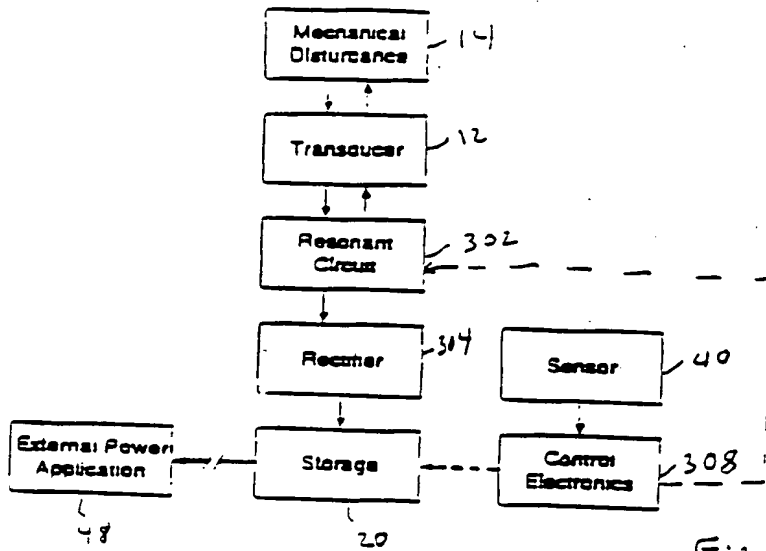 Mechanical
Disturbance
14
Transducer
12
Resonant
Circuit
302
Rectifier
304
Sensor
40
External Power
Application
48
Storage
20
Control
Electronics
308